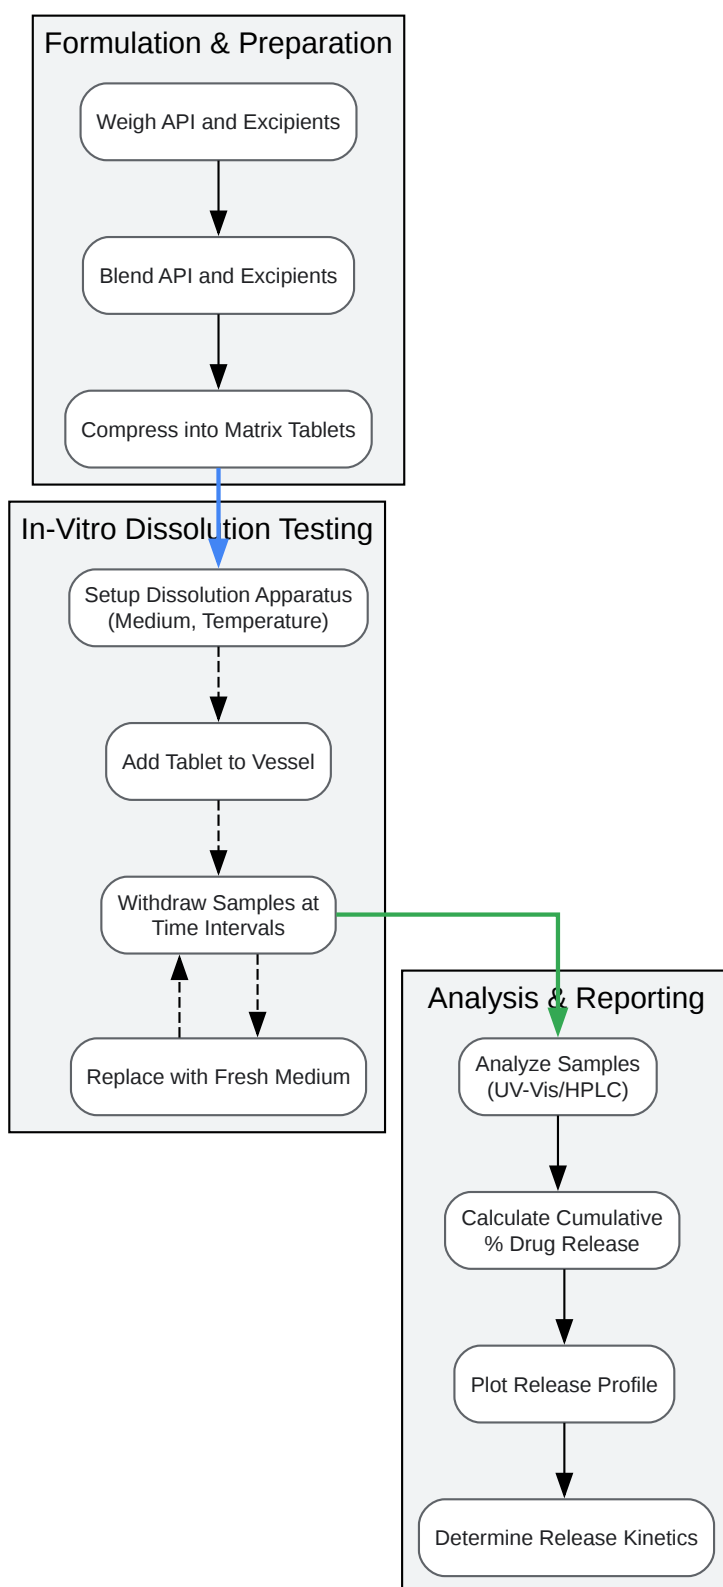 Formulation & Preparation
Weigh API and Excipients
Blend API and Excipients
Compress into Matrix Tablets
In-Vitro Dissolution Testing
Setup Dissolution Apparatus
(Medium, Temperature)
Add Tablet to Vessel
Withdraw Samples at
Time Intervals
Replace with Fresh Medium
Analysis & Reporting
Analyze Samples
(UV-Vis/HPLC)
Calculate Cumulative
% Drug Release
Plot Release Profile
Determine Release Kinetics